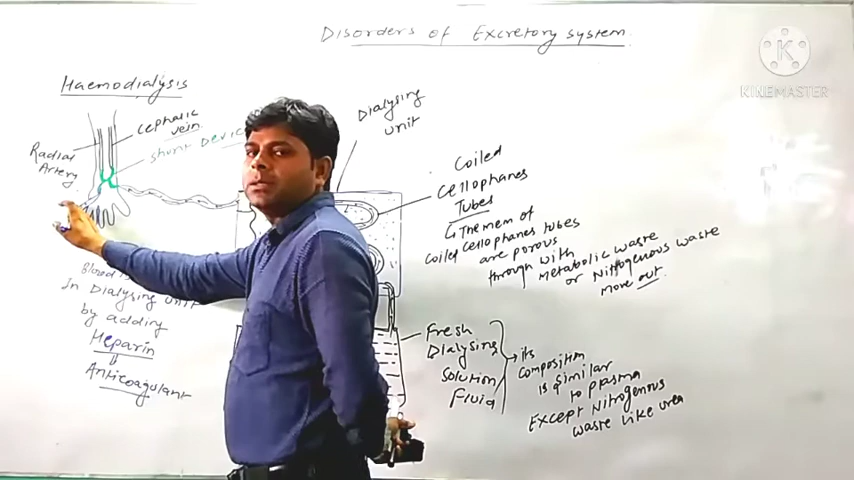 Disorders of Excretory system
KINEMASTER
Haemodialysis
cephalic
vein
Radial
Artery
shunt Devic
Dialysing
unit
Coiled
Cellophanes
Tubes
The mem of
Coiled cellophanes tubes
are porous
through with
metabolic waste
or Nitrogenous waste
move out.
Blood
In Dialysing unit
by adding
Heparin
Anticoagulant
Fresh
Dialysing
Solution
Fluid
its
composition
is similar
to plasma
Except Nitrogenous
waste like urea